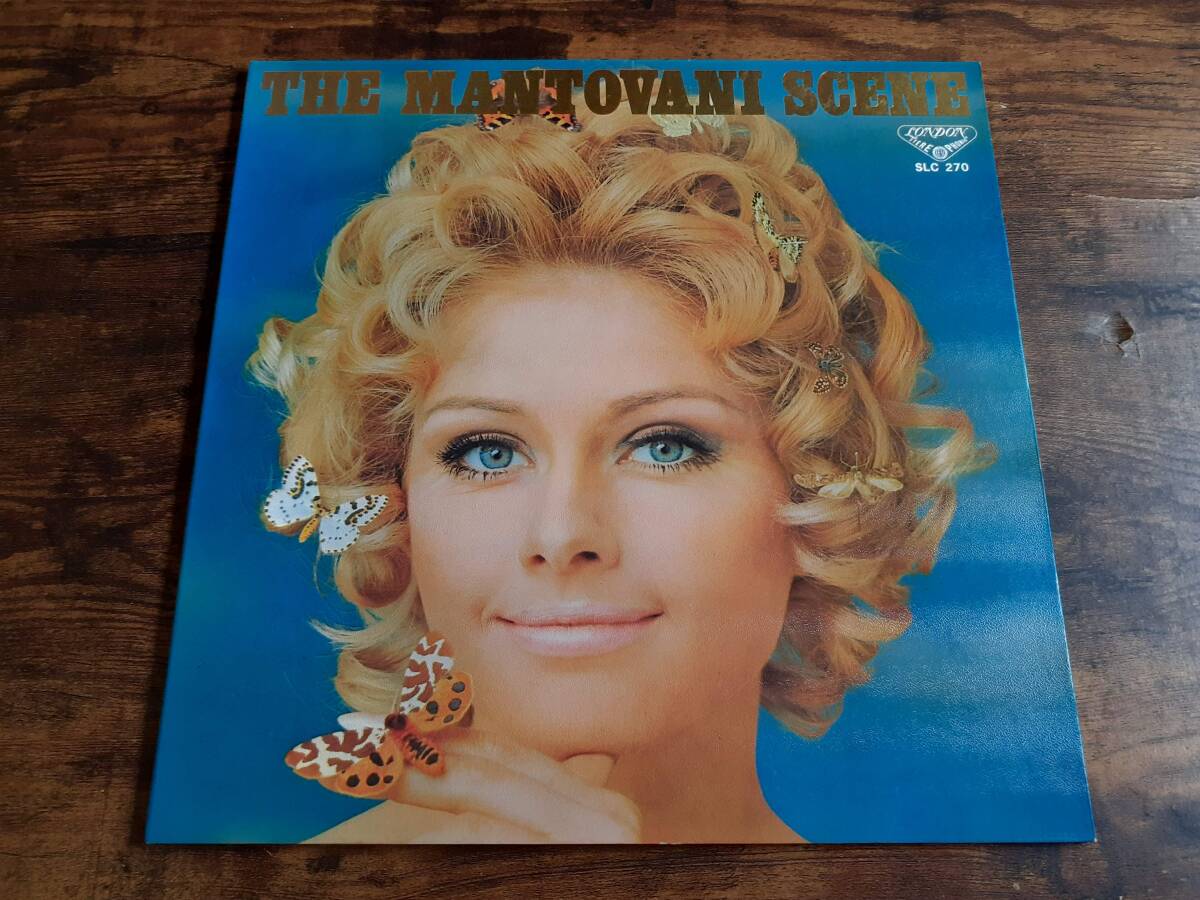 THE MANTOVANI SCENE
LONDON
SLC 270